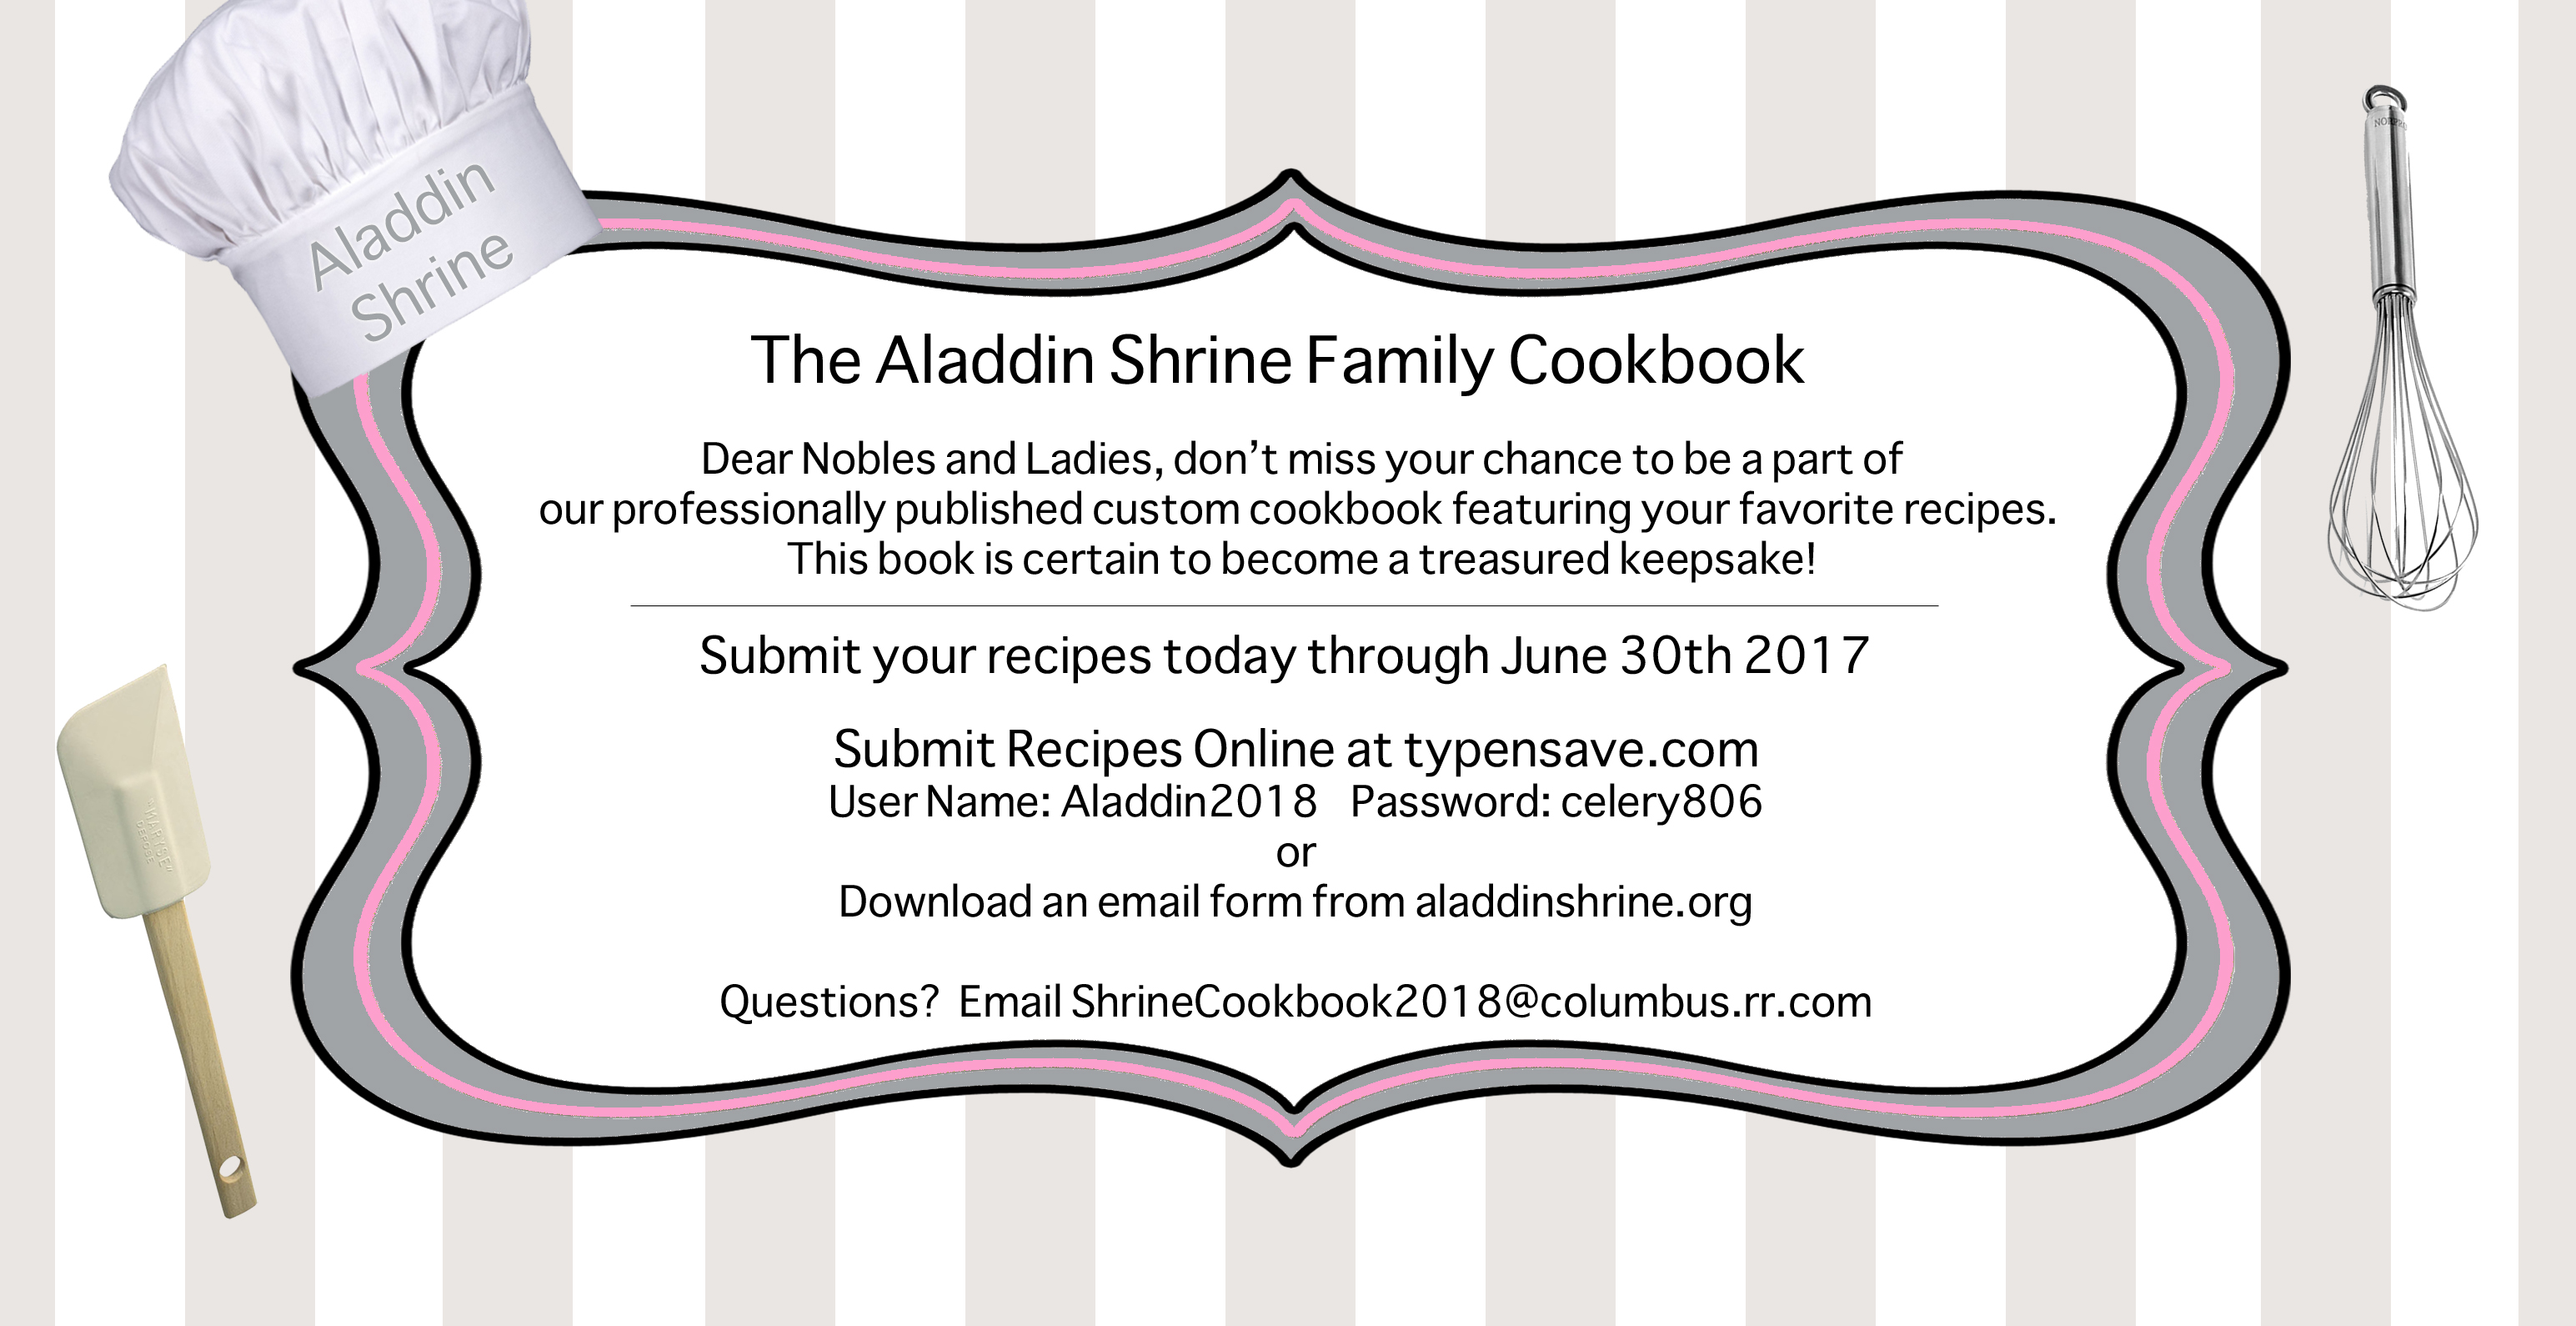 Aladdin
Shrine
NORPRO
The Aladdin Shrine Family Cookbook
Dear Nobles and Ladies, don’t miss your chance to be a part of
our professionally published custom cookbook featuring your favorite recipes.
This book is certain to become a treasured keepsake!
Submit your recipes today through June 30th 2017
Submit Recipes Online at typensave.com
User Name: Aladdin2018 Password: celery806
or
Download an email form from aladdinshrine.org
Questions? Email ShrineCookbook2018@columbus.rr.com
"MARYSE"
DEPOSE